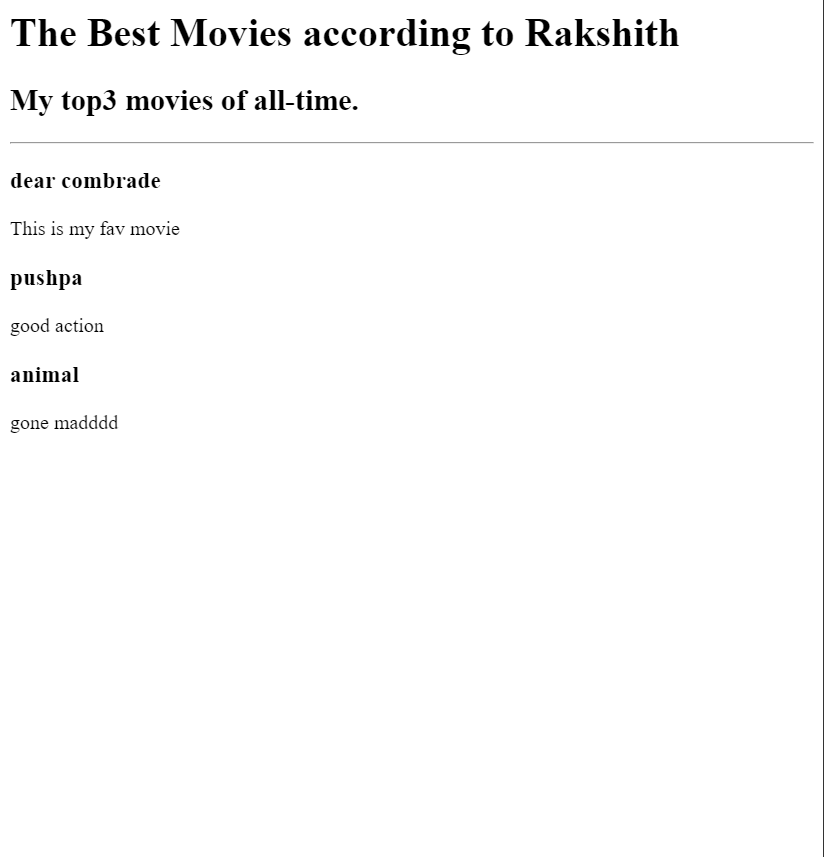 The Best Movies according to Rakshith
My top3 movies of all-time.
dear combrade
This is my fav movie
pushpa
good action
animal
gone madddd